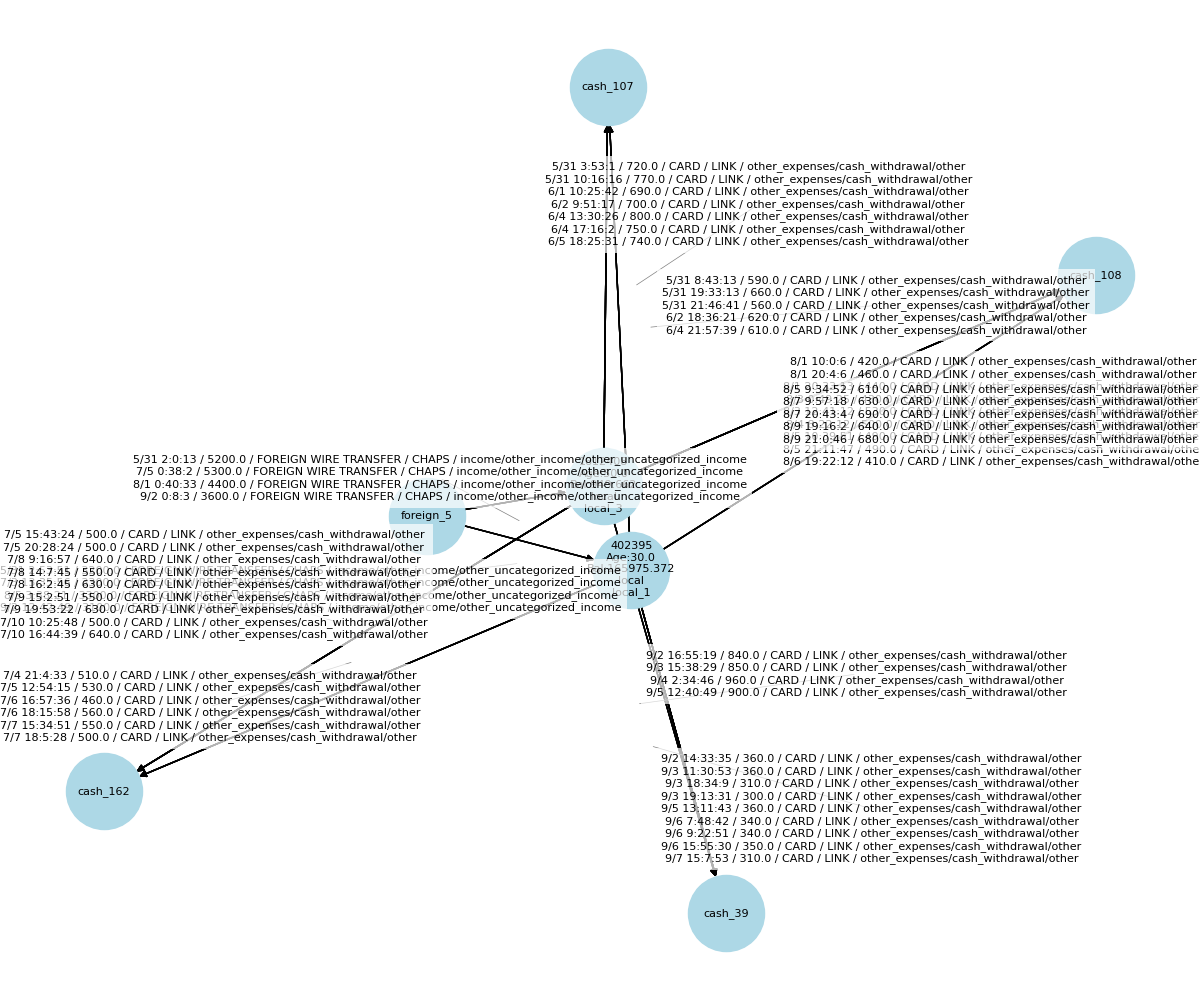 cash_107
5/31 3:53:1 / 720.0 / CARD / LINK / other_expenses/cash_withdrawal/other
5/31 10:16:16 / 770.0 / CARD / LINK / other_expenses/cash_withdrawal/other
6/1 10:25:42 / 690.0 / CARD / LINK / other_expenses/cash_withdrawal/other
6/2 9:51:17 / 700.0 / CARD / LINK / other_expenses/cash_withdrawal/other
6/4 13:30:26 / 800.0 / CARD / LINK / other_expenses/cash_withdrawal/other
6/4 17:16:2 / 750.0 / CARD / LINK / other_expenses/cash_withdrawal/other
6/5 18:25:31 / 740.0 / CARD / LINK / other_expenses/cash_withdrawal/other
cash_108
5/31 8:43:13 / 590.0 / CARD / LINK / other_expenses/cash_withdrawal/other
5/31 19:33:13 / 660.0 / CARD / LINK / other_expenses/cash_withdrawal/other
5/31 21:46:41 / 560.0 / CARD / LINK / other_expenses/cash_withdrawal/other
6/2 18:36:21 / 620.0 / CARD / LINK / other_expenses/cash_withdrawal/other
6/4 21:57:39 / 610.0 / CARD / LINK / other_expenses/cash_withdrawal/other
8/1 10:0:6 / 420.0 / CARD / LINK / other_expenses/cash_withdrawal/other
8/1 20:4:6 / 460.0 / CARD / LINK / other_expenses/cash_withdrawal/other
8/5 9:34:52 / 610.0 / CARD / LINK / other_expenses/cash_withdrawal/other
8/7 9:57:18 / 630.0 / CARD / LINK / other_expenses/cash_withdrawal/other
8/7 20:43:4 / 690.0 / CARD / LINK / other_expenses/cash_withdrawal/other
8/9 19:16:2 / 640.0 / CARD / LINK / other_expenses/cash_withdrawal/other
8/9 21:0:46 / 680.0 / CARD / LINK / other_expenses/cash_withdrawal/other
8/6 19:22:12 / 410.0 / CARD / LINK / other_expenses/cash_withdrawal/othe
5/31 2:0:13 / 5200.0 / FOREIGN WIRE TRANSFER / CHAPS / income/other_income/other_uncategorized_income
7/5 0:38:2 / 5300.0 / FOREIGN WIRE TRANSFER / CHAPS / income/other_income/other_uncategorized_income
8/1 0:40:33 / 4400.0 / FOREIGN WIRE TRANSFER / CHAPS / income/other_income/other_uncategorized_income
9/2 0:8:3 / 3600.0 / FOREIGN WIRE TRANSFER / CHAPS / income/other_income/other_uncategorized_income
local_3
foreign_5
7/5 15:43:24 / 500.0 / CARD / LINK / other_expenses/cash_withdrawal/other
7/5 20:28:24 / 500.0 / CARD / LINK / other_expenses/cash_withdrawal/other
7/8 9:16:57 / 640.0 / CARD / LINK / other_expenses/cash_withdrawal/other
7/8 14:7:45 / 550.0 / CARD / LINK / other_expenses/cash_withdrawal/other
7/8 16:2:45 / 630.0 / CARD / LINK / other_expenses/cash_withdrawal/other
7/9 15:2:51 / 550.0 / CARD / LINK / other_expenses/cash_withdrawal/other
7/9 19:53:22 / 630.0 / CARD / LINK / other_expenses/cash_withdrawal/other
7/10 10:25:48 / 500.0 / CARD / LINK / other_expenses/cash_withdrawal/other
7/10 16:44:39 / 640.0 / CARD / LINK / other_expenses/cash_withdrawal/other
402395
Age:30.0
975.372
local
local_1
ome/other_uncategorized_income
come/other_uncategorized_income
ome/other_uncategorized_income
come/other_uncategorized_income
7/4 21:4:33 / 510.0 / CARD / LINK / other_expenses/cash_withdrawal/other
7/5 12:54:15 / 530.0 / CARD / LINK / other_expenses/cash_withdrawal/other
7/6 16:57:36 / 460.0 / CARD / LINK / other_expenses/cash_withdrawal/other
7/6 18:15:58 / 560.0 / CARD / LINK / other_expenses/cash_withdrawal/other
7/7 15:34:51 / 550.0 / CARD / LINK / other_expenses/cash_withdrawal/other
7/7 18:5:28 / 500.0 / CARD / LINK / other_expenses/cash_withdrawal/other
9/2 16:55:19 / 840.0 / CARD / LINK / other_expenses/cash_withdrawal/other
9/3 15:38:29 / 850.0 / CARD / LINK / other_expenses/cash_withdrawal/other
9/4 2:34:46 / 960.0 / CARD / LINK / other_expenses/cash_withdrawal/other
9/5 12:40:49 / 900.0 / CARD / LINK / other_expenses/cash_withdrawal/other
cash_162
9/2 14:33:35 / 360.0 / CARD / LINK / other_expenses/cash_withdrawal/other
9/3 11:30:53 / 360.0 / CARD / LINK / other_expenses/cash_withdrawal/other
9/3 18:34:9 / 310.0 / CARD / LINK / other_expenses/cash_withdrawal/other
9/3 19:13:31 / 300.0 / CARD / LINK / other_expenses/cash_withdrawal/other
9/5 13:11:43 / 360.0 / CARD / LINK / other_expenses/cash_withdrawal/other
9/6 7:48:42 / 340.0 / CARD / LINK / other_expenses/cash_withdrawal/other
9/6 9:22:51 / 340.0 / CARD / LINK / other_expenses/cash_withdrawal/other
9/6 15:55:30 / 350.0 / CARD / LINK / other_expenses/cash_withdrawal/other
9/7 15:7:53 / 310.0 / CARD / LINK / other_expenses/cash_withdrawal/other
cash_39